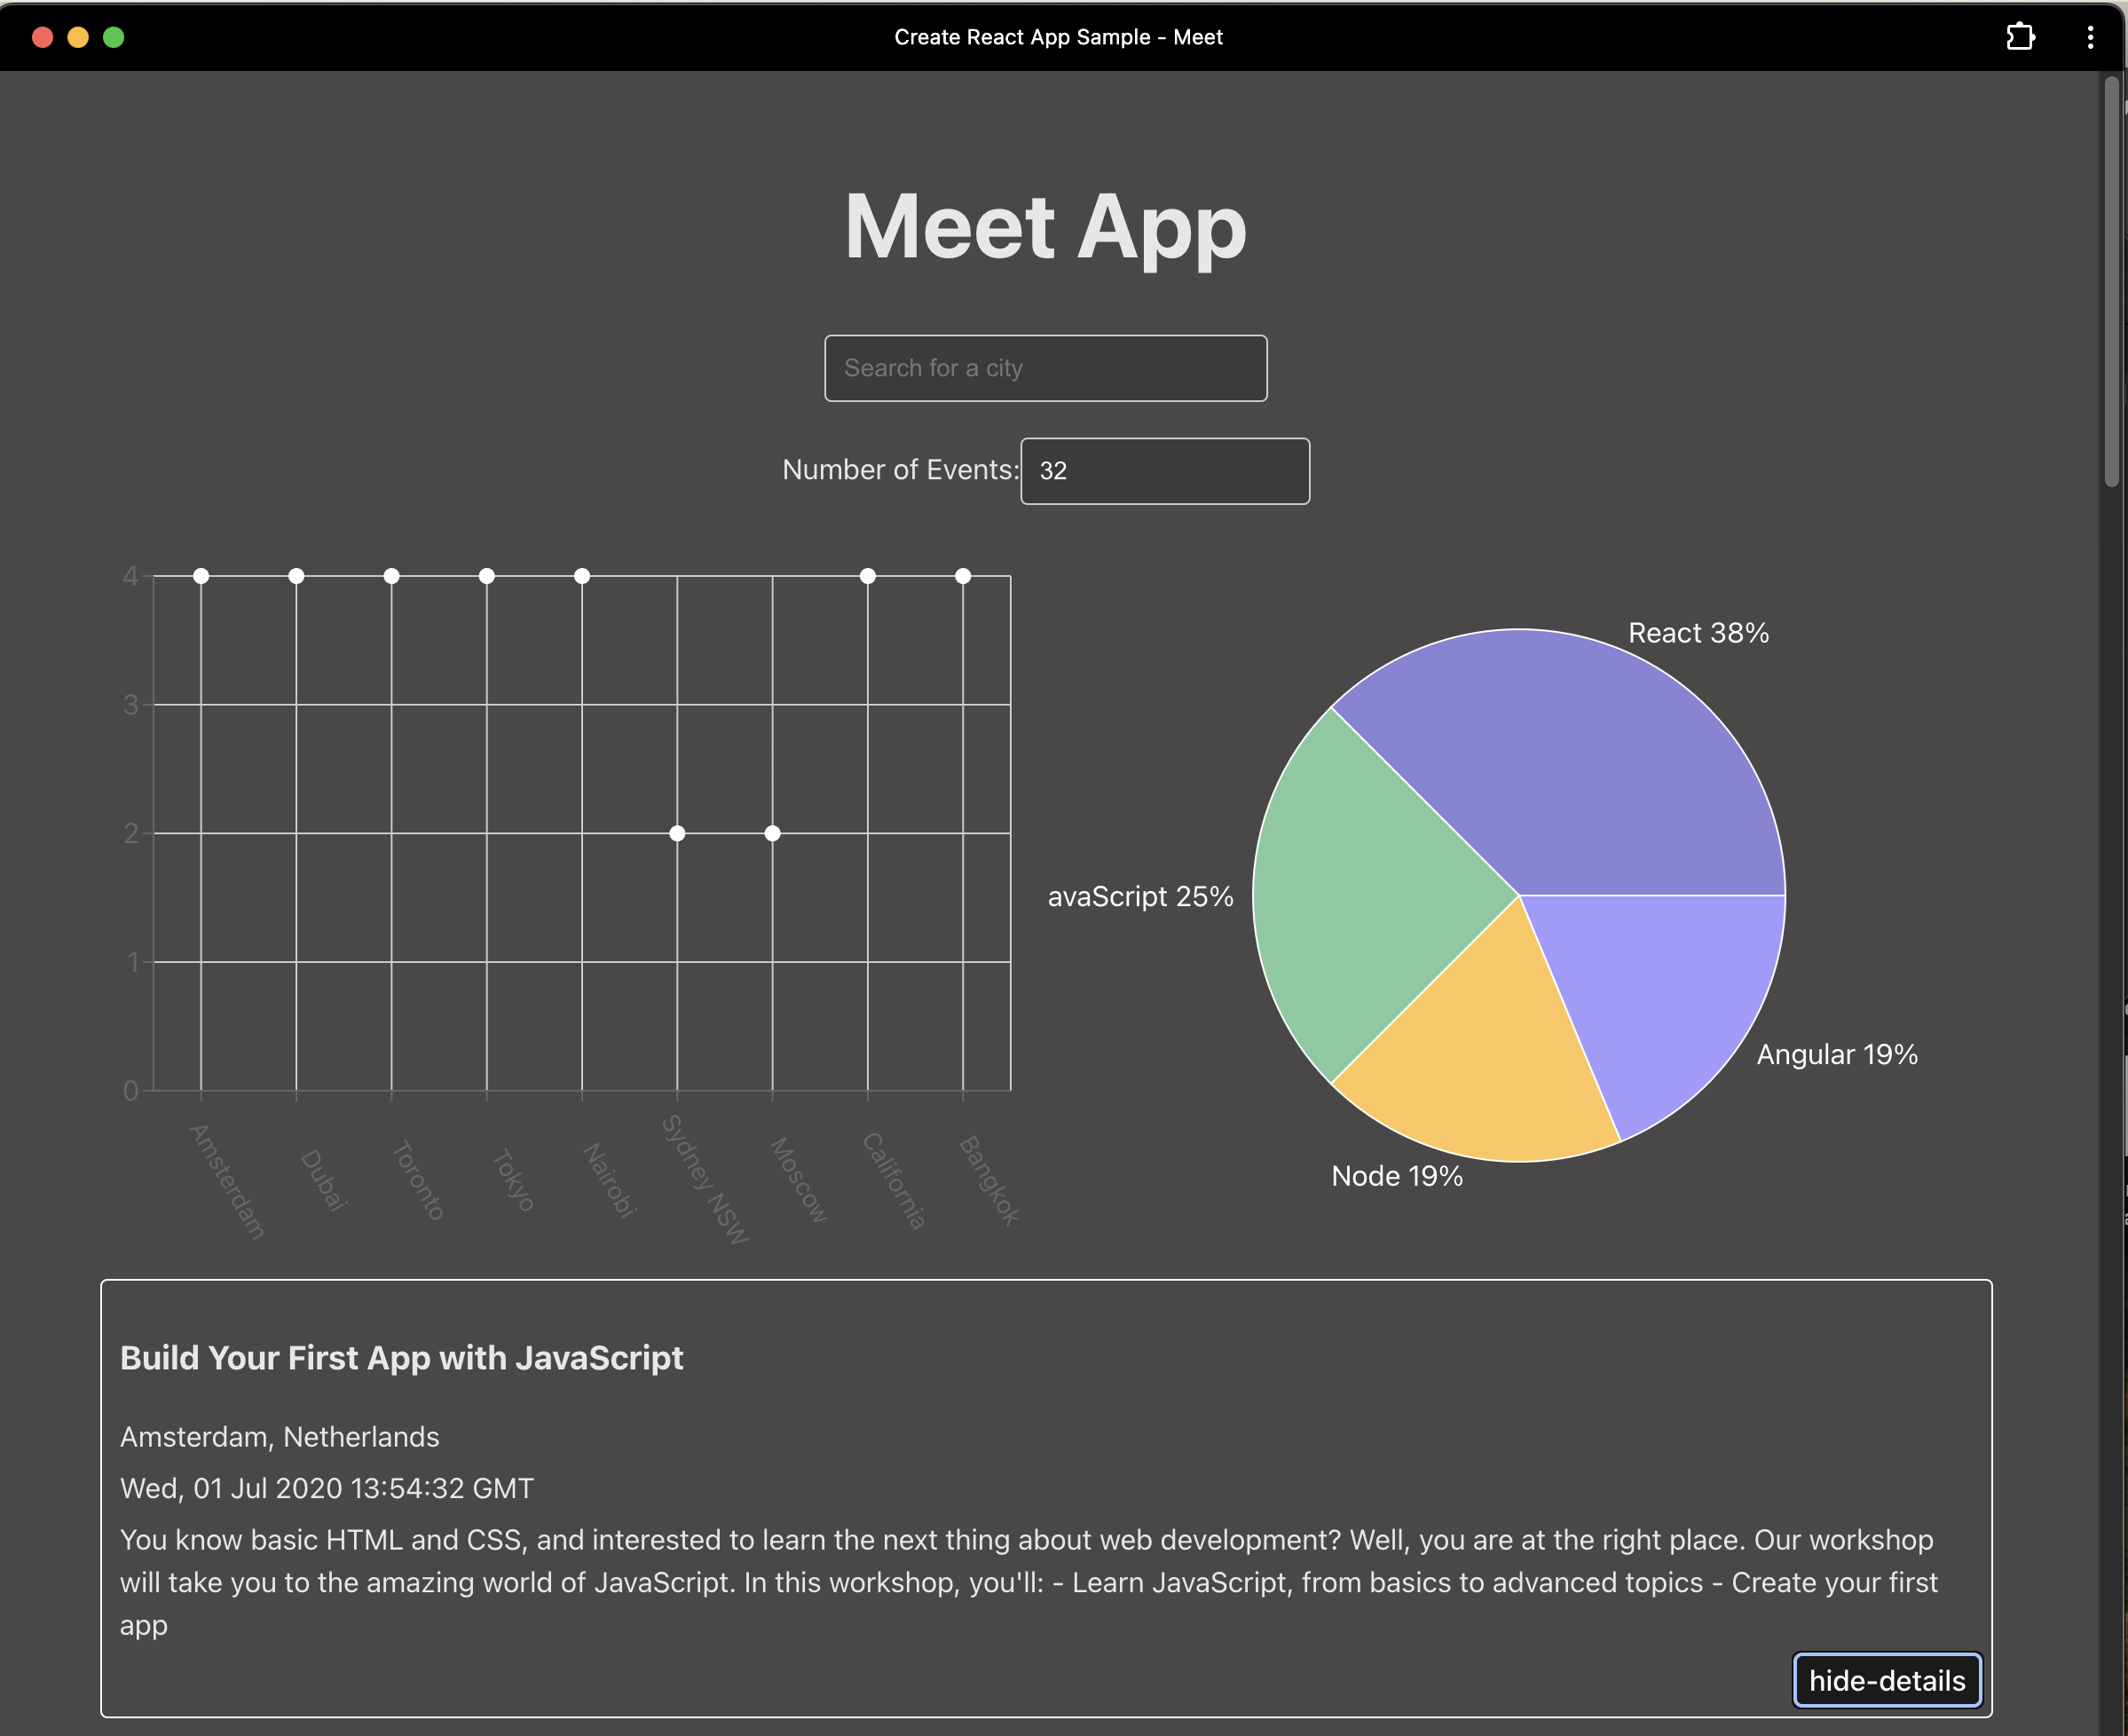 Create React App Sample - Meet
Meet App
Search for a city
Number of Events:
32
4
3
2
1
0
Amsterdam
Dubai
Toronto
Tokyo
Nairobi
Sydney NSW
Moscow
California
Bangkok
React 38%
avaScript 25%
Angular 19%
Node 19%
Build Your First App with JavaScript
Amsterdam, Netherlands
Wed, 01 Jul 2020 13:54:32 GMT
You know basic HTML and CSS, and interested to learn the next thing about web development? Well, you are at the right place. Our workshop
will take you to the amazing world of JavaScript. In this workshop, you'll: - Learn JavaScript, from basics to advanced topics - Create your first
app
hide-details